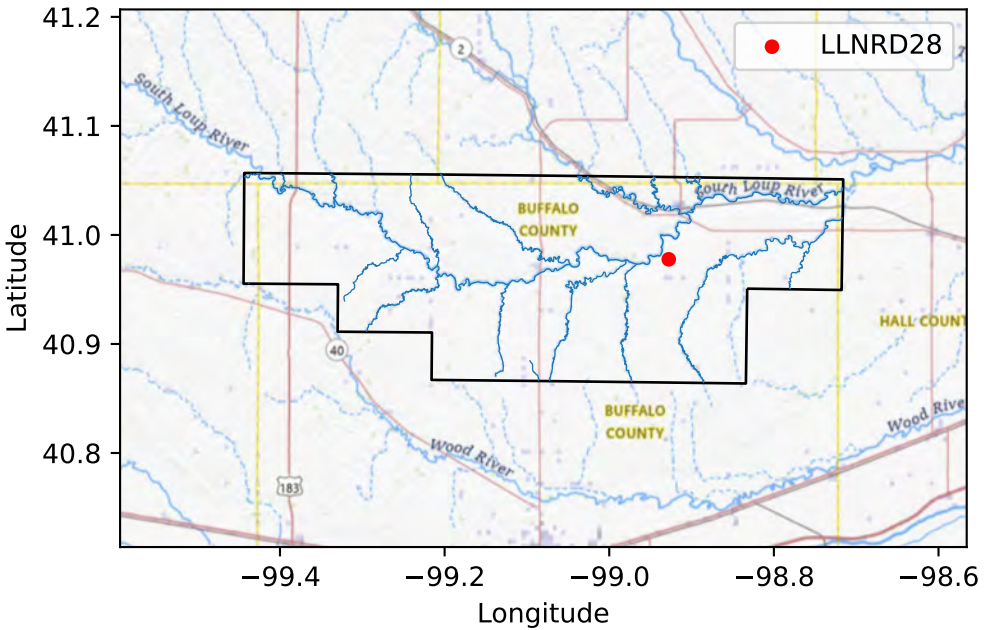 41.2
41.1
41.0
40.9
40.8
Latitude
LLNRD28
2
South Loup River
South Loup River
BUFFALO
COUNTY
HALL COUNT
40
BUFFALO
COUNTY
Wood River
Wood Rive
183
−99.4
−99.2
−99.0
−98.8
−98.6
Longitude